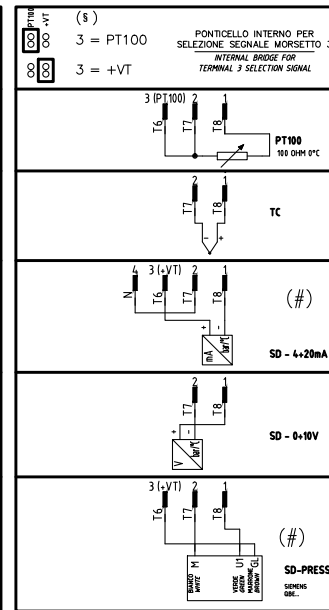 PT100 +VT
(§)
3 = PT100
3 = +VT
PONTICELLO INTERNO PER
SELEZIONE SEGNALE MORSETTO 3
INTERNAL BRIDGE FOR
TERMINAL 3 SELECTION SIGNAL
3 (PT100) 2 1
T6 T7 T8
PT100
100 OHM 0°C
2 1
T7 T8
- +
TC
4 3 (+VT) 2 1
N T6 T7 T8
(#)
+ -
mA bar/°C
SD - 4÷20mA
2 1
T7 T8
+ -
V bar/°C
SD - 0÷10V
3 (+VT) 2 1
T6 T7 T8
(#)
M U1 GL
BIANCO WHITE
VERDE GREEN
MARRONE BROWN
SD-PRESS
SIEMENS
QBE..